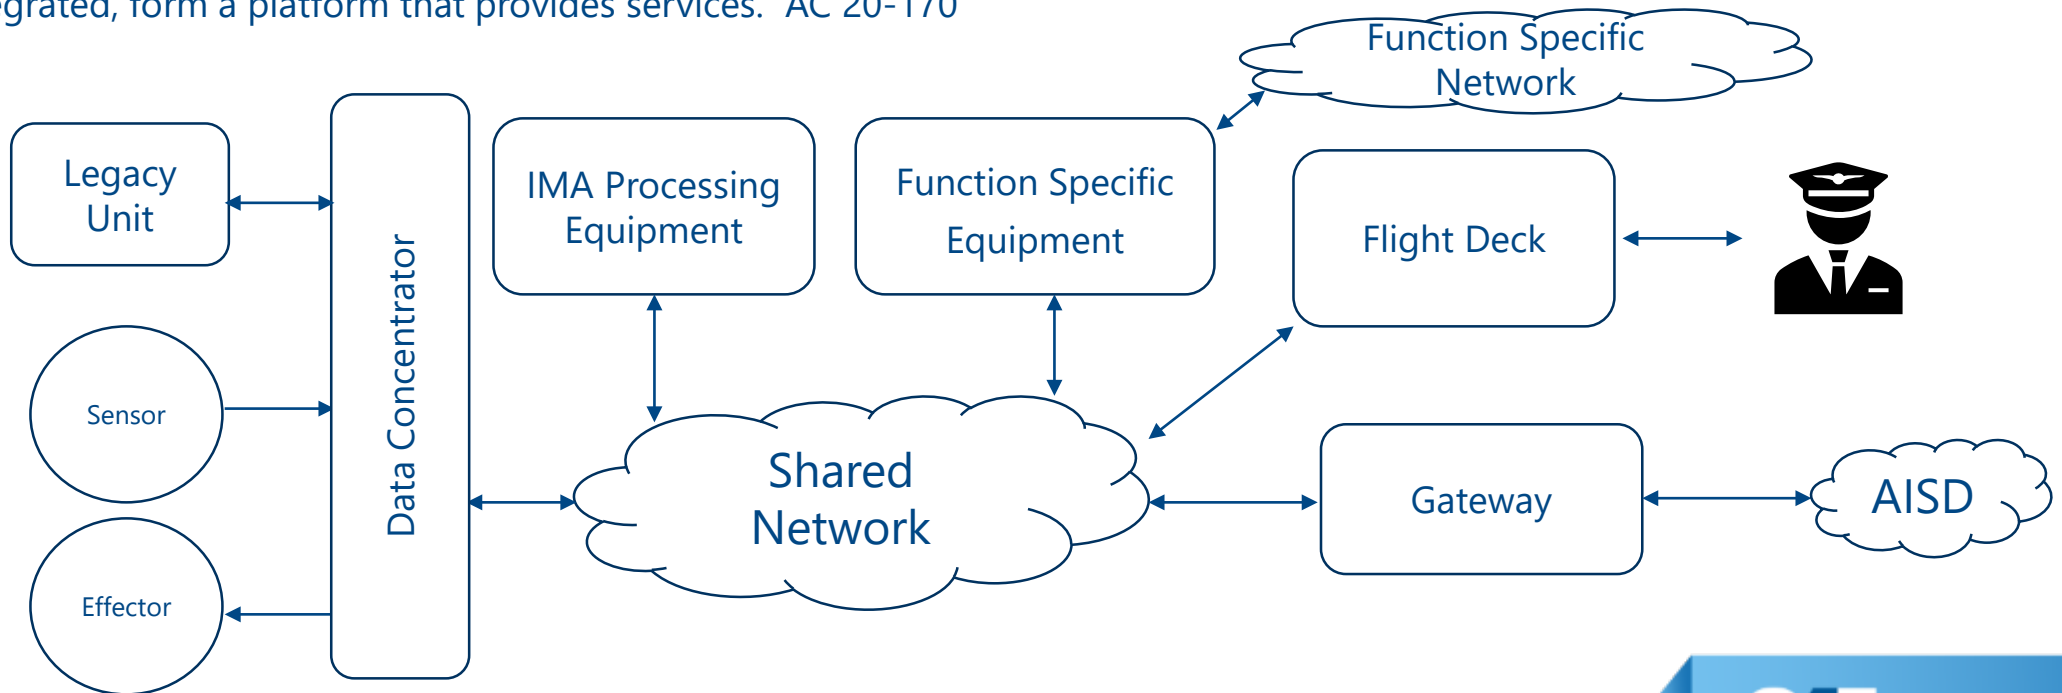 integrated, form a platform that provides services." AC 20-170
Function Specific
Network
Legacy
Unit
IMA Processing
Equipment
Function Specific
Equipment
Flight Deck
Data Concentrator
Sensor
Shared
Network
Gateway
AISD
Effector